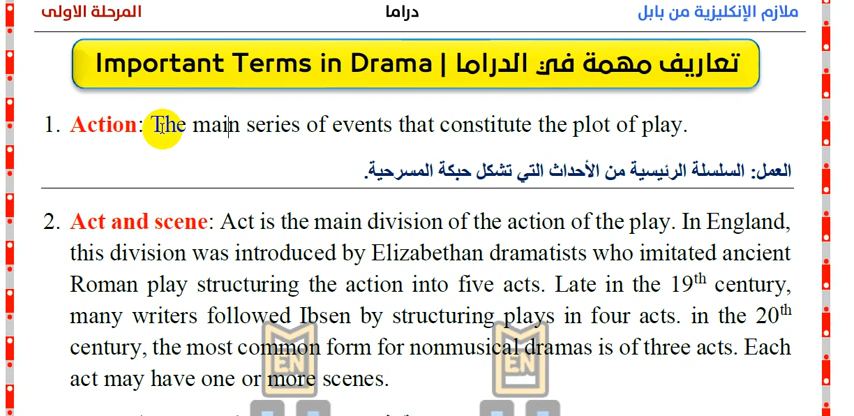 ملازم الإنكليزية من بابل دراما المرحلة الاولى
Important Terms in Drama | تعاريف مهمة في الدراما
1. Action: The main series of events that constitute the plot of play.
العمل: السلسلة الرئيسية من الأحداث التي تشكل حبكة المسرحية.
2. Act and scene: Act is the main division of the action of the play. In England,
this division was introduced by Elizabethan dramatists who imitated ancient
Roman play structuring the action into five acts. Late in the 19th century,
many writers followed Ibsen by structuring plays in four acts. in the 20th
century, the most common form for nonmusical dramas is of three acts. Each
act may have one or more scenes.
EN EN